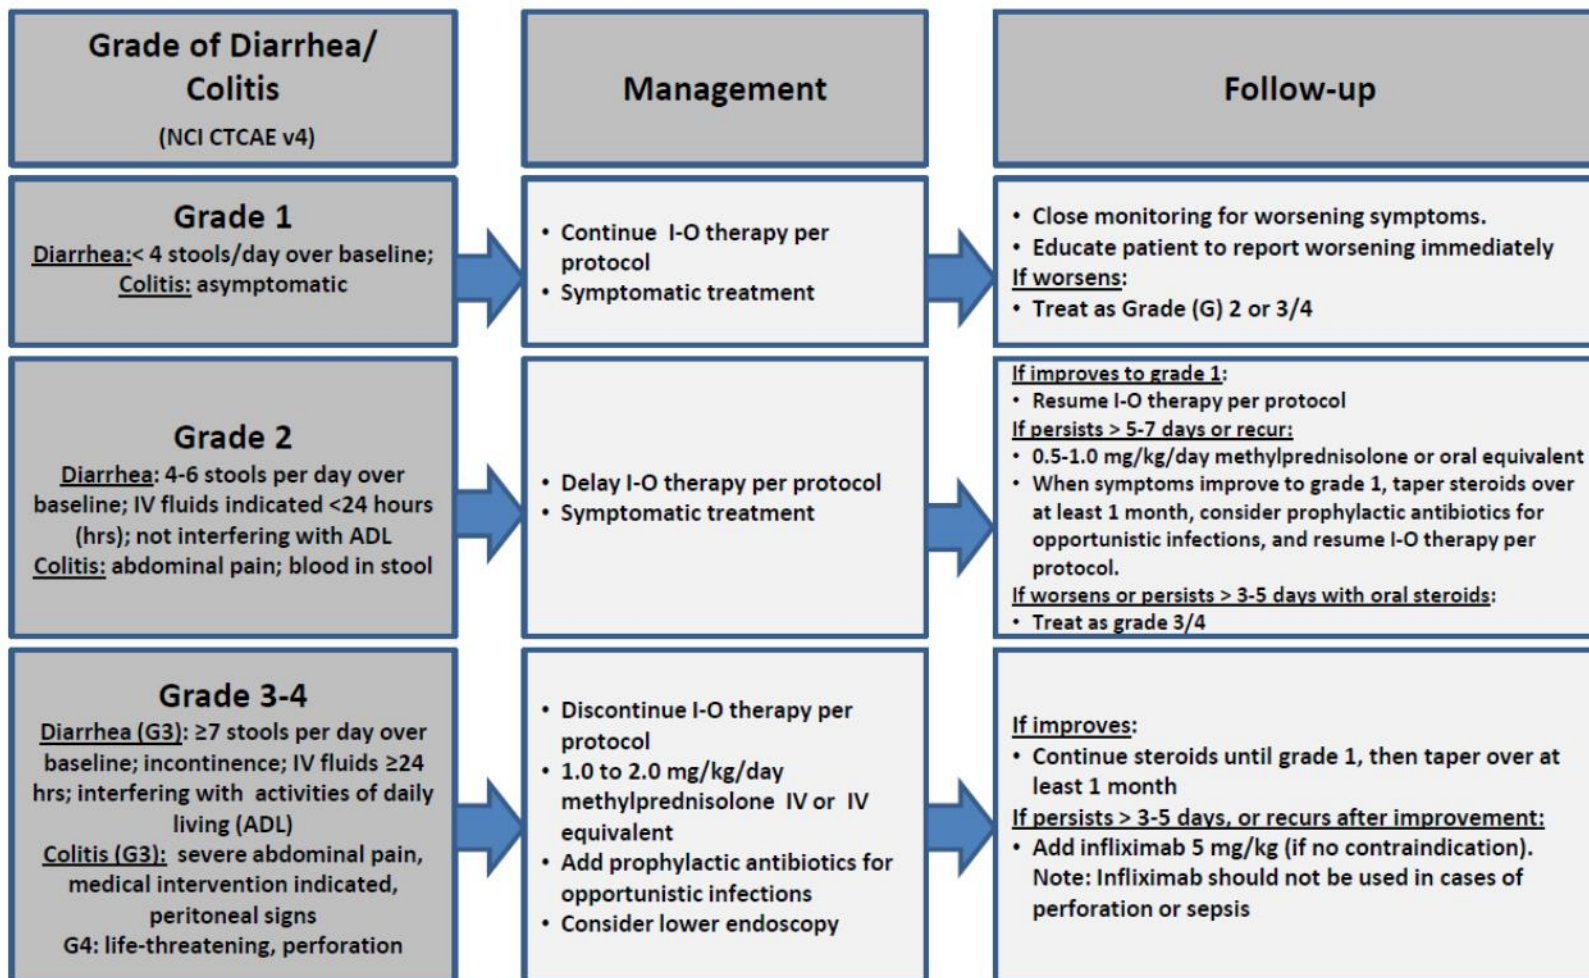 Grade of Diarrhea/
Colitis
(NCI CTCAE v4)
Management
Follow-up
Grade 1
Diarrhea:< 4 stools/day over baseline;
Colitis: asymptomatic
• Continue I-O therapy per
protocol
• Symptomatic treatment
• Close monitoring for worsening symptoms.
• Educate patient to report worsening immediately
If worsens:
• Treat as Grade (G) 2 or 3/4
Grade 2
Diarrhea: 4-6 stools per day over
baseline; IV fluids indicated <24 hours
(hrs); not interfering with ADL
Colitis: abdominal pain; blood in stool
• Delay I-O therapy per protocol
• Symptomatic treatment
If improves to grade 1:
• Resume I-O therapy per protocol
If persists > 5-7 days or recur:
• 0.5-1.0 mg/kg/day methylprednisolone or oral equivalent
• When symptoms improve to grade 1, taper steroids over
at least 1 month, consider prophylactic antibiotics for
opportunistic infections, and resume I-O therapy per
protocol.
If worsens or persists > 3-5 days with oral steroids:
• Treat as grade 3/4
Grade 3-4
Diarrhea (G3): ≥7 stools per day over
baseline; incontinence; IV fluids ≥24
hrs; interfering with activities of daily
living (ADL)
Colitis (G3): severe abdominal pain,
medical intervention indicated,
peritoneal signs
G4: life-threatening, perforation
• Discontinue I-O therapy per
protocol
• 1.0 to 2.0 mg/kg/day
methylprednisolone IV or IV
equivalent
• Add prophylactic antibiotics for
opportunistic infections
• Consider lower endoscopy
If improves:
• Continue steroids until grade 1, then taper over at
least 1 month
If persists > 3-5 days, or recurs after improvement:
• Add infliximab 5 mg/kg (if no contraindication).
Note: Infliximab should not be used in cases of
perforation or sepsis